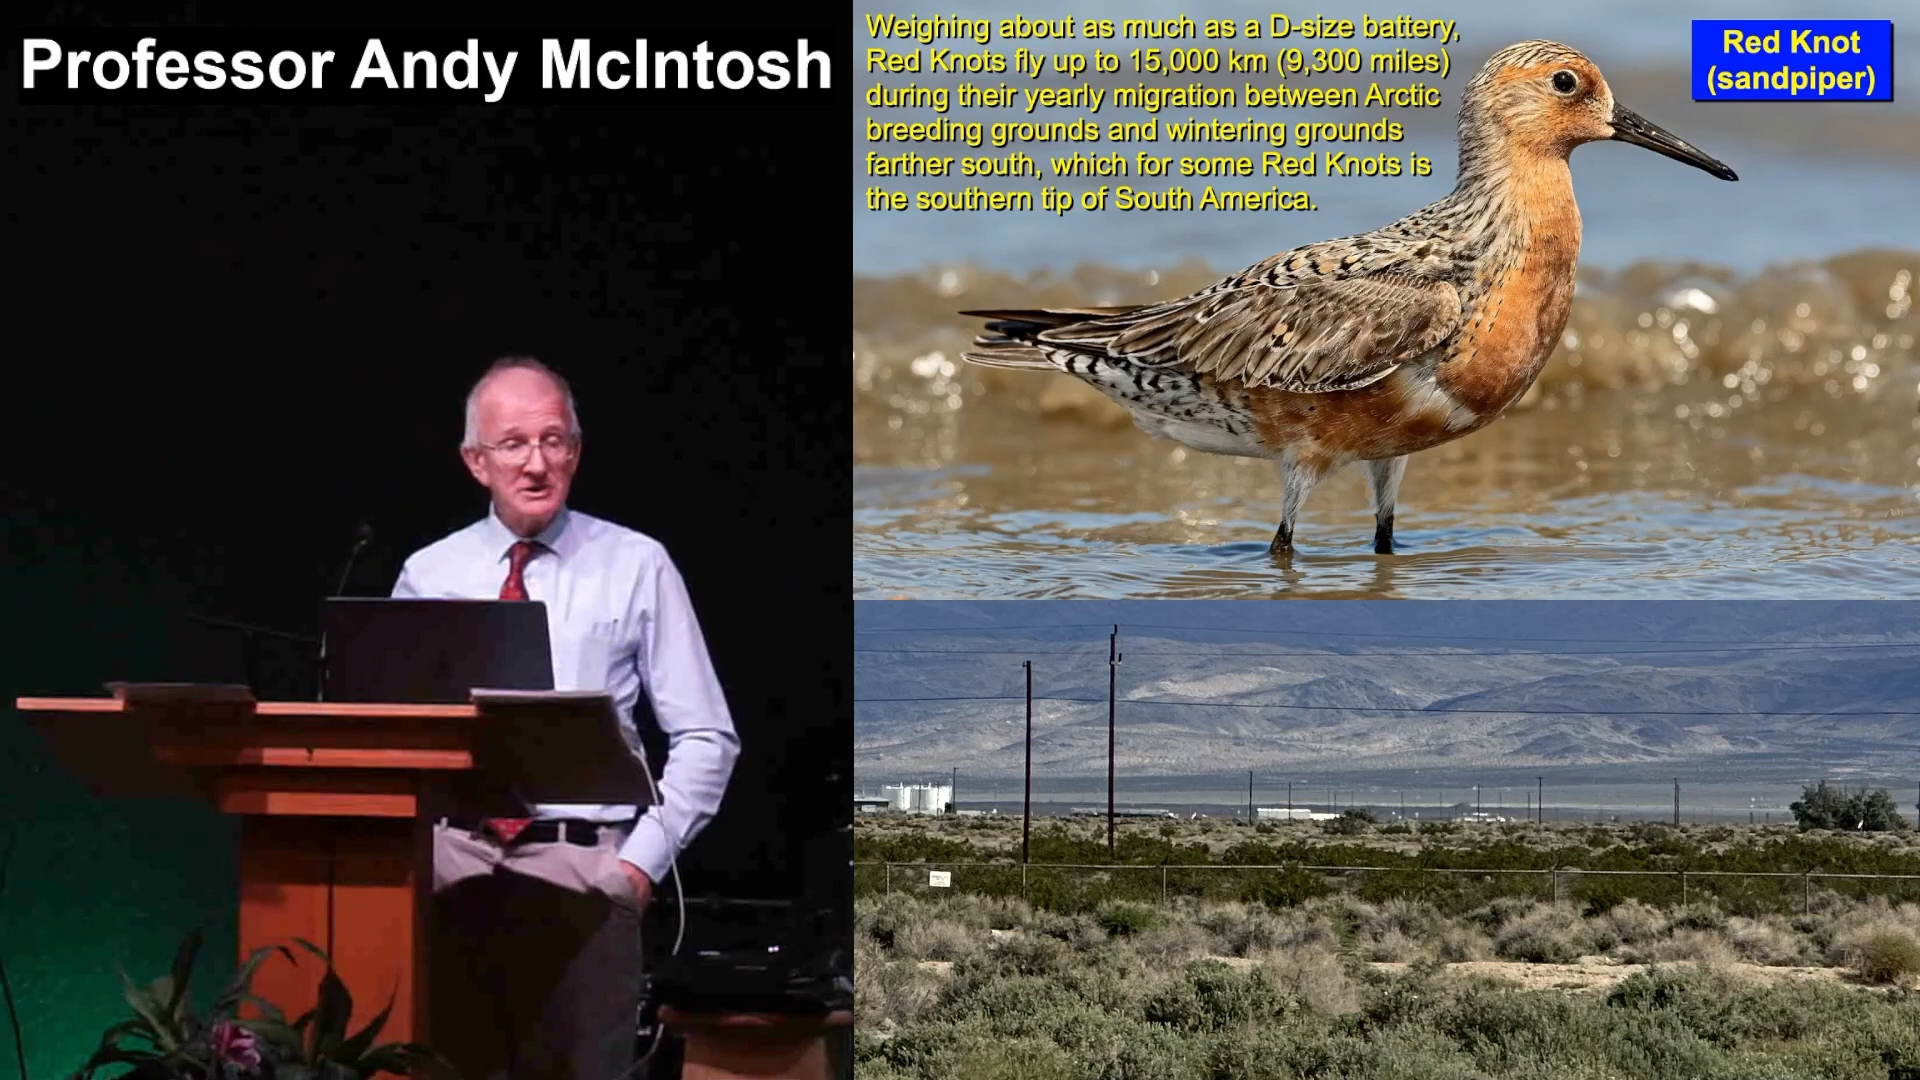 Professor Andy McIntosh
Weighing about as much as a D-size battery,
Red Knots fly up to 15,000 km (9,300 miles)
during their yearly migration between Arctic
breeding grounds and wintering grounds
farther south, which for some Red Knots is
the southern tip of South America.
Red Knot
(sandpiper)